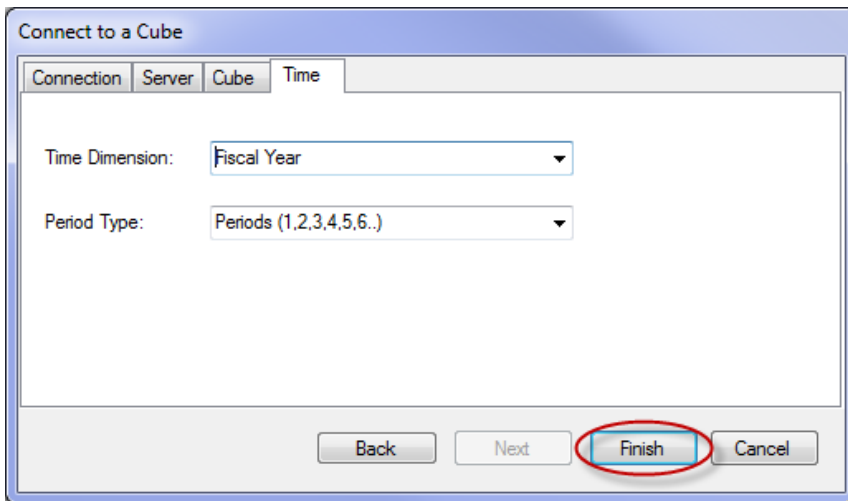 Connect to a Cube
Connection Server Cube Time
Time Dimension: Fiscal Year
Period Type: Periods (1,2,3,4,5,6..)
Back Next Finish Cancel